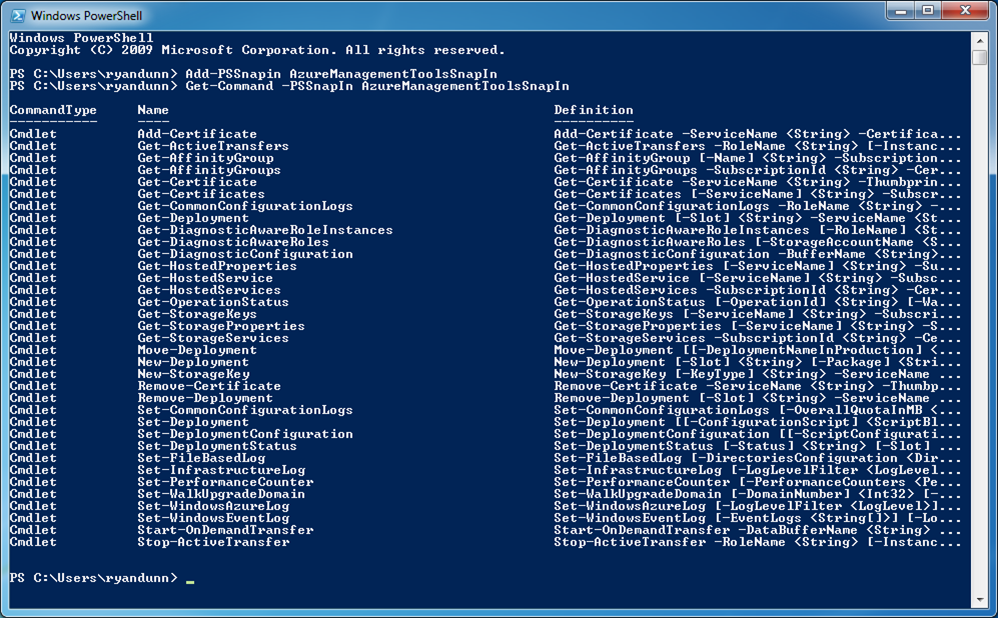 Windows PowerShell
Windows PowerShell
Copyright (C) 2009 Microsoft Corporation. All rights reserved.
PS C:\Users\ryandunn> Add-PSSnapin AzureManagementToolsSnapIn
PS C:\Users\ryandunn> Get-Command -PSSnapIn AzureManagementToolsSnapIn
CommandType Name Definition
----------- ---- ----------
Cmdlet Add-Certificate Add-Certificate -ServiceName <String> -Certifica...
Cmdlet Get-ActiveTransfers Get-ActiveTransfers -RoleName <String> [-Instanc...
Cmdlet Get-AffinityGroup Get-AffinityGroup [-Name] <String> -Subscription...
Cmdlet Get-AffinityGroups Get-AffinityGroups -SubscriptionId <String> -Cer...
Cmdlet Get-Certificate Get-Certificate -ServiceName <String> -Thumbprin...
Cmdlet Get-Certificates Get-Certificates [-ServiceName] <String> -Subscr...
Cmdlet Get-CommonConfigurationLogs Get-CommonConfigurationLogs -RoleName <String> -...
Cmdlet Get-Deployment Get-Deployment [-Slot] <String> -ServiceName <St...
Cmdlet Get-DiagnosticAwareRoleInstances Get-DiagnosticAwareRoleInstances [-RoleName] <St...
Cmdlet Get-DiagnosticAwareRoles Get-DiagnosticAwareRoles [-StorageAccountName <S...
Cmdlet Get-DiagnosticConfiguration Get-DiagnosticConfiguration -BufferName <String>...
Cmdlet Get-HostedProperties Get-HostedProperties [-ServiceName] <String> -Su...
Cmdlet Get-HostedService Get-HostedService [-ServiceName] <String> -Subsc...
Cmdlet Get-HostedServices Get-HostedServices -SubscriptionId <String> -Cer...
Cmdlet Get-OperationStatus Get-OperationStatus [-OperationId] <String> [-Wa...
Cmdlet Get-StorageKeys Get-StorageKeys [-ServiceName] <String> -Subscri...
Cmdlet Get-StorageProperties Get-StorageProperties [-ServiceName] <String> -S...
Cmdlet Get-StorageServices Get-StorageServices -SubscriptionId <String> -Ce...
Cmdlet Move-Deployment Move-Deployment [[-DeploymentNameInProduction] <...
Cmdlet New-Deployment New-Deployment [-Slot] <String> [-Package] <Stri...
Cmdlet New-StorageKey New-StorageKey [-KeyType] <String> -ServiceName ...
Cmdlet Remove-Certificate Remove-Certificate -ServiceName <String> -Thumbp...
Cmdlet Remove-Deployment Remove-Deployment [-Slot] <String> -ServiceName ...
Cmdlet Set-CommonConfigurationLogs Set-CommonConfigurationLogs [-OverallQuotaInMB <...
Cmdlet Set-Deployment Set-Deployment [[-ConfigurationScript] <ScriptBl...
Cmdlet Set-DeploymentConfiguration Set-DeploymentConfiguration [[-ScriptConfigurati...
Cmdlet Set-DeploymentStatus Set-DeploymentStatus [-Status] <String> [-Slot] ...
Cmdlet Set-FileBasedLog Set-FileBasedLog [-DirectoriesConfiguration <Dir...
Cmdlet Set-InfrastructureLog Set-InfrastructureLog [-LogLevelFilter <LogLevel...
Cmdlet Set-PerformanceCounter Set-PerformanceCounter [-PerformanceCounters <Pe...
Cmdlet Set-WalkUpgradeDomain Set-WalkUpgradeDomain [-DomainNumber] <Int32> [-...
Cmdlet Set-WindowsAzureLog Set-WindowsAzureLog [-LogLevelFilter <LogLevel>]...
Cmdlet Set-WindowsEventLog Set-WindowsEventLog [-EventLogs <String[]>] [-Lo...
Cmdlet Start-OnDemandTransfer Start-OnDemandTransfer -DataBufferName <String> ...
Cmdlet Stop-ActiveTransfer Stop-ActiveTransfer -RoleName <String> [-Instanc...
PS C:\Users\ryandunn> _